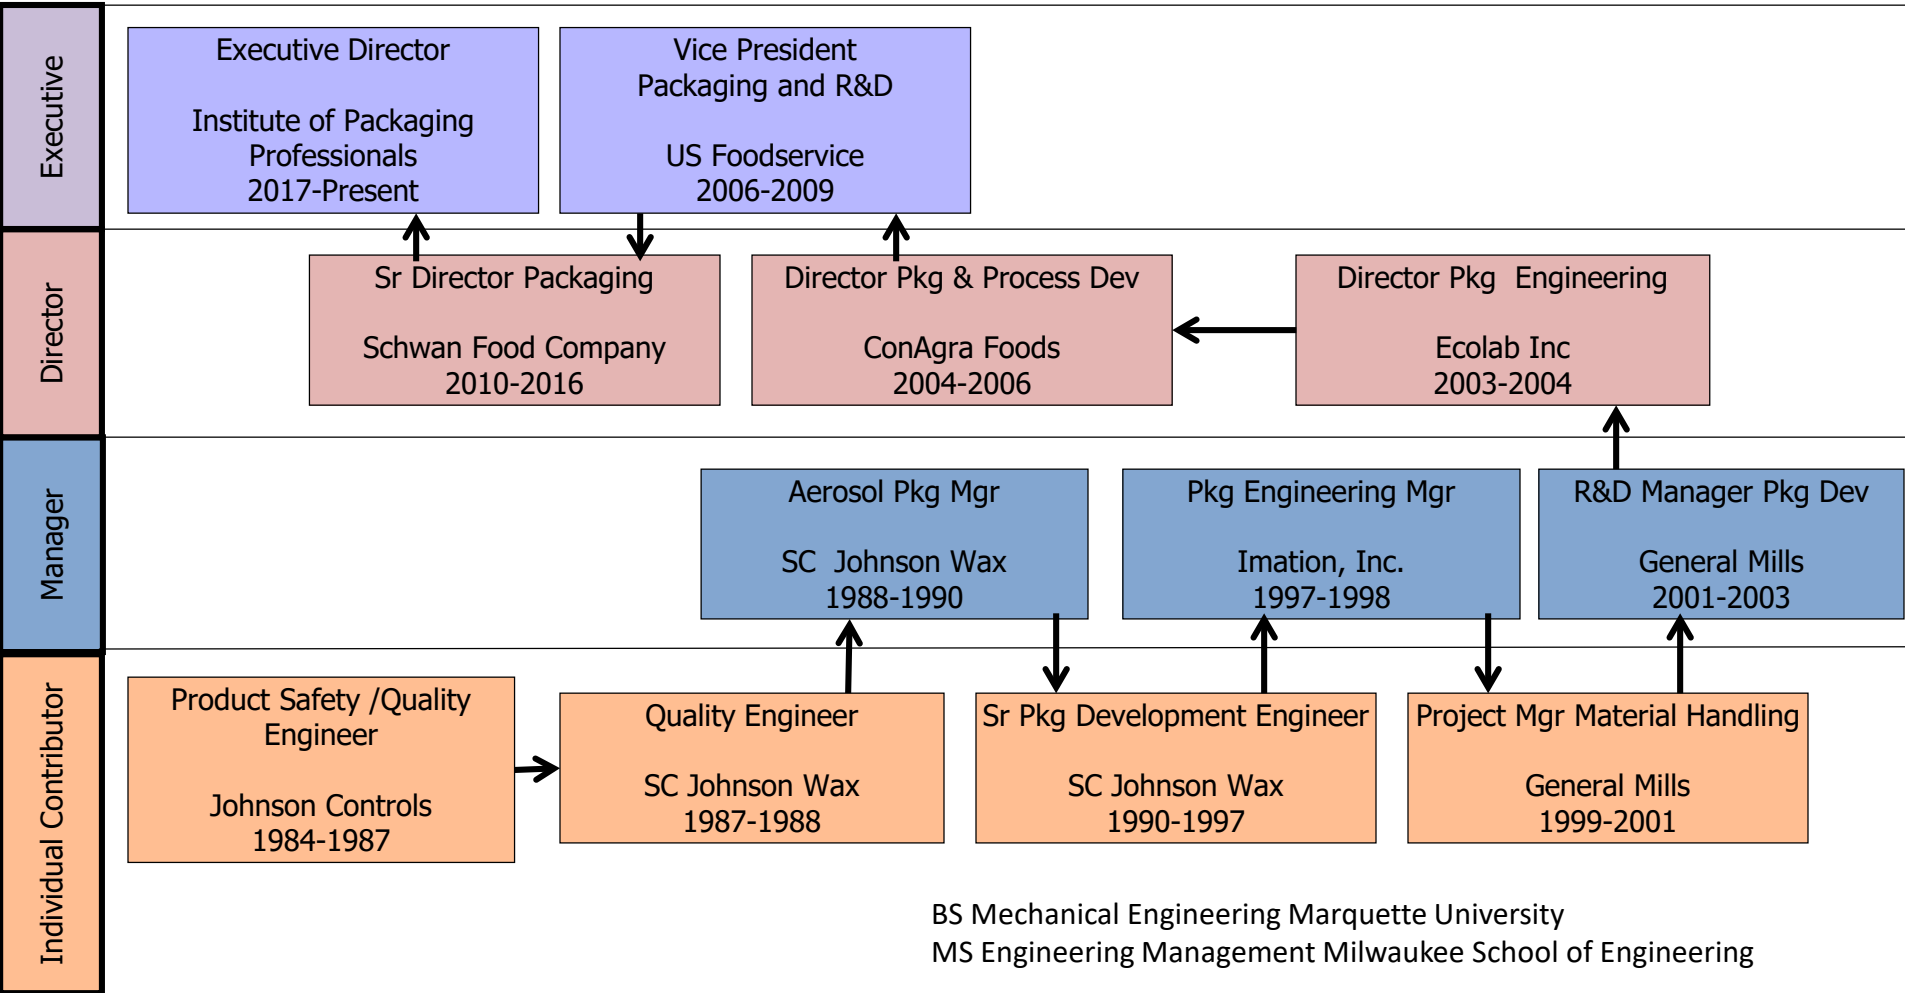 Executive
Executive Director
Institute of Packaging
Professionals
2017-Present
Vice President
Packaging and R&D
US Foodservice
2006-2009
Director
Sr Director Packaging
Schwan Food Company
2010-2016
Director Pkg & Process Dev
ConAgra Foods
2004-2006
Director Pkg  Engineering
Ecolab Inc
2003-2004
Manager
Aerosol Pkg Mgr
SC  Johnson Wax
1988-1990
Pkg Engineering Mgr
Imation, Inc.
1997-1998
R&D Manager Pkg Dev
General Mills
2001-2003
Individual Contributor
Product Safety /Quality
Engineer
Johnson Controls
1984-1987
Quality Engineer
SC Johnson Wax
1987-1988
Sr Pkg Development Engineer
SC Johnson Wax
1990-1997
Project Mgr Material Handling
General Mills
1999-2001
BS Mechanical Engineering Marquette University
MS Engineering Management Milwaukee School of Engineering